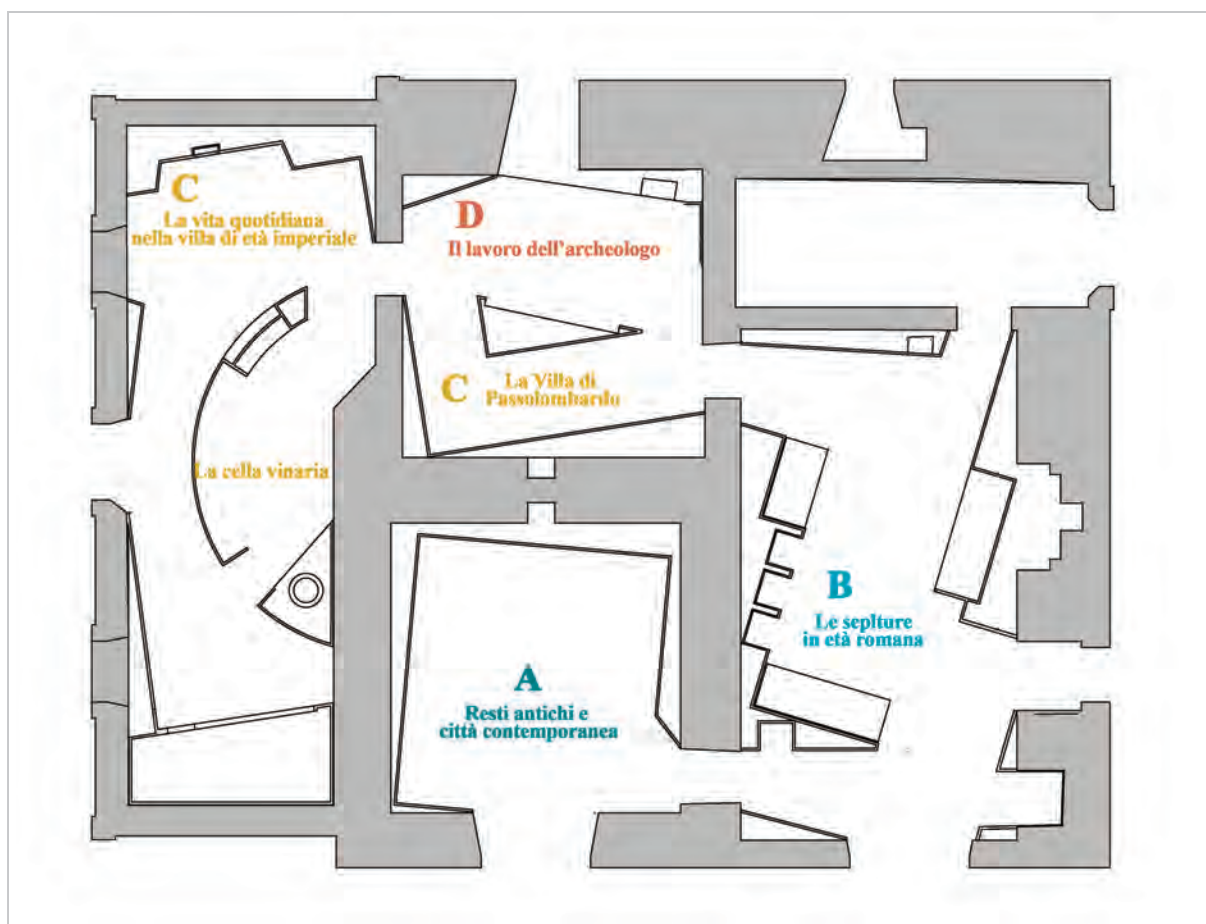 C
La vita quotidiana
nella villa di età imperiale
D
Il lavoro dell'archeologo
C
La Villa di
Passolombardo
La cella vinaria
B
Le seplture
in età romana
A
Resti antichi e
città contemporanea